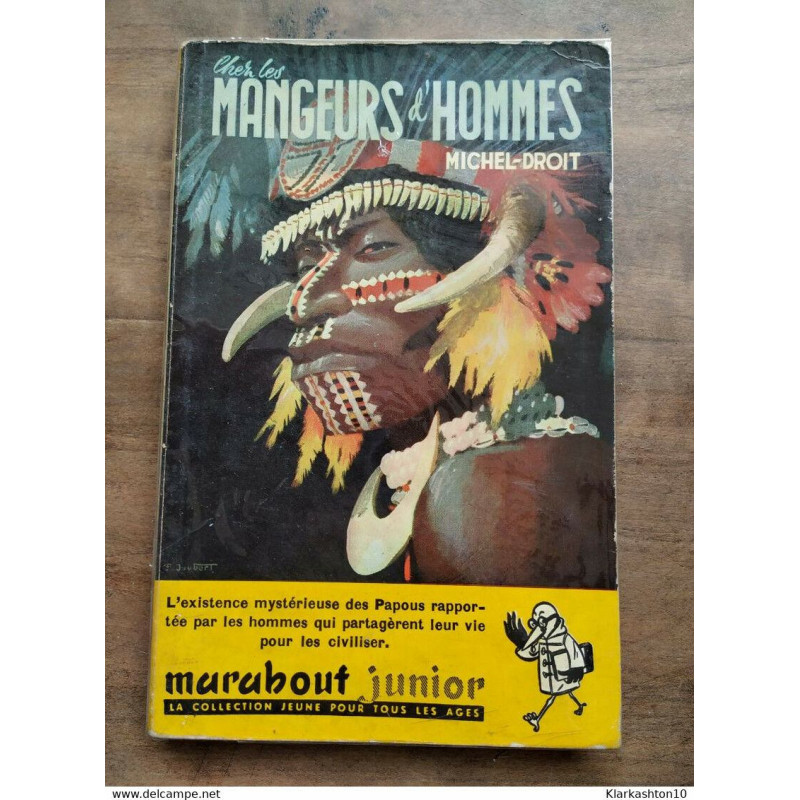 Chez les
MANGEURS d'HOMMES
MICHEL-DROIT
P. JOUBERT
L'existence mystérieuse des Papous rappor-
tée par les hommes qui partagèrent leur vie
pour les civiliser.
marabout junior
LA COLLECTION JEUNE POUR TOUS LES AGES
www.delcampe.net
Klarkashton10